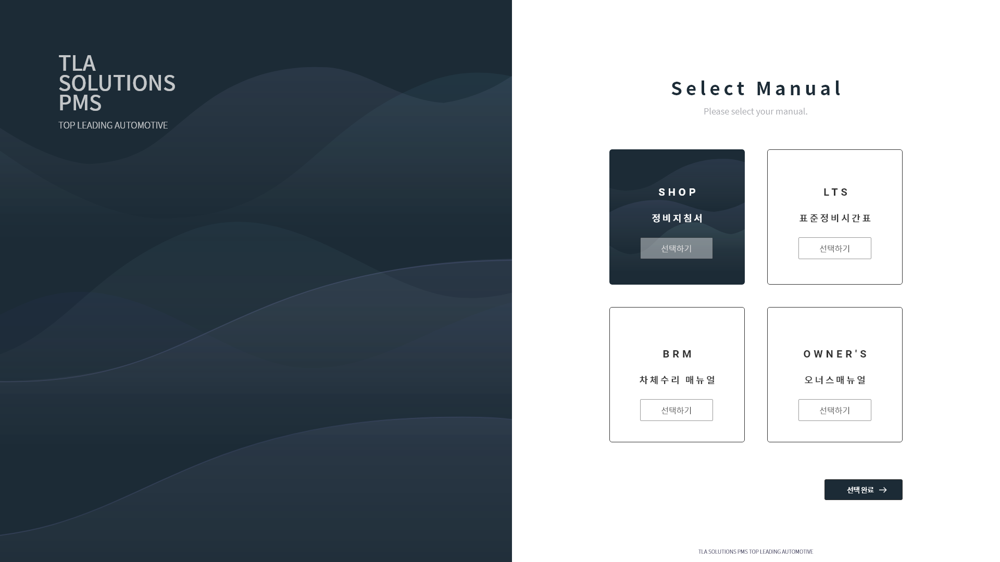 TLA
SOLUTIONS
PMS
TOP LEADING AUTOMOTIVE
Select Manual
Please select your manual.
SHOP
정비지침서
선택하기
LTS
표준정비시간표
선택하기
BRM
차체수리 매뉴얼
선택하기
OWNER'S
오너스매뉴얼
선택하기
선택 완료 →
TLA SOLUTIONS PMS TOP LEADING AUTOMOTIVE